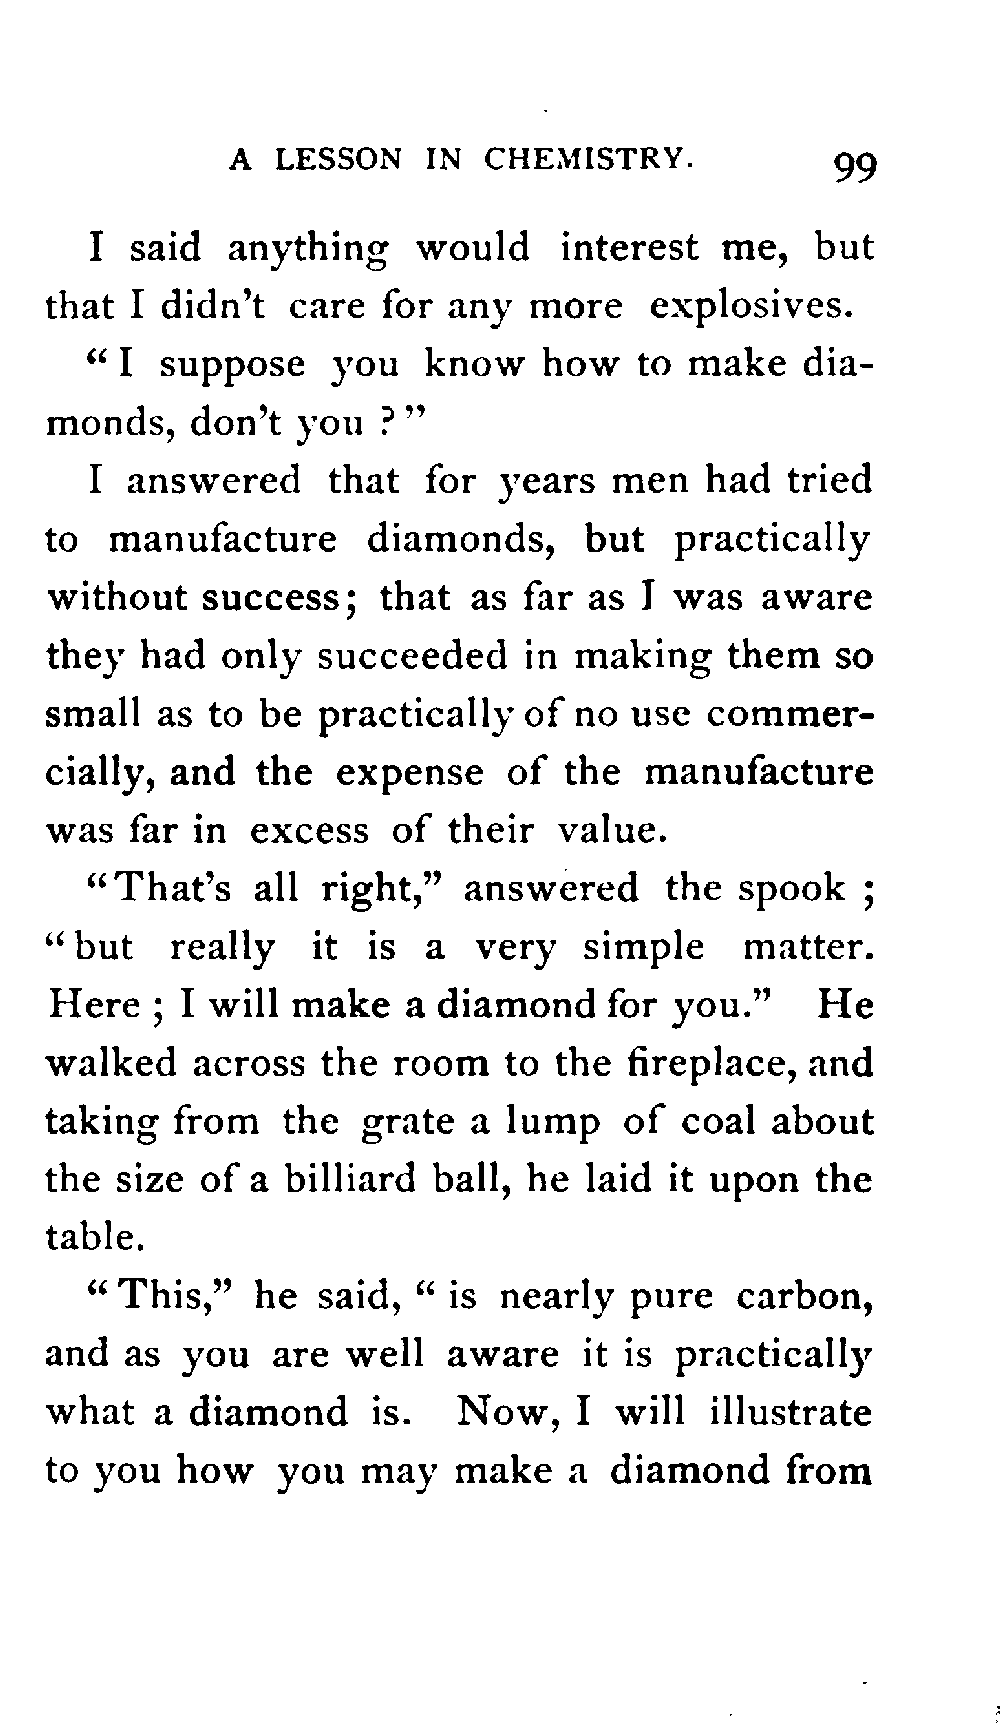 A LESSON IN CHEMISTRY. 99
I said anything would interest me, but
that I didn't care for any more explosives.
“ I suppose you know how to make dia-
monds, don't you ? ”
I answered that for years men had tried
to manufacture diamonds, but practically
without success; that as far as I was aware
they had only succeeded in making them so
small as to be practically of no use commer-
cially, and the expense of the manufacture
was far in excess of their value.
“That's all right,” answered the spook ;
“ but really it is a very simple matter.
Here ; I will make a diamond for you.” He
walked across the room to the fireplace, and
taking from the grate a lump of coal about
the size of a billiard ball, he laid it upon the
table.
“ This,” he said, “ is nearly pure carbon,
and as you are well aware it is practically
what a diamond is. Now, I will illustrate
to you how you may make a diamond from